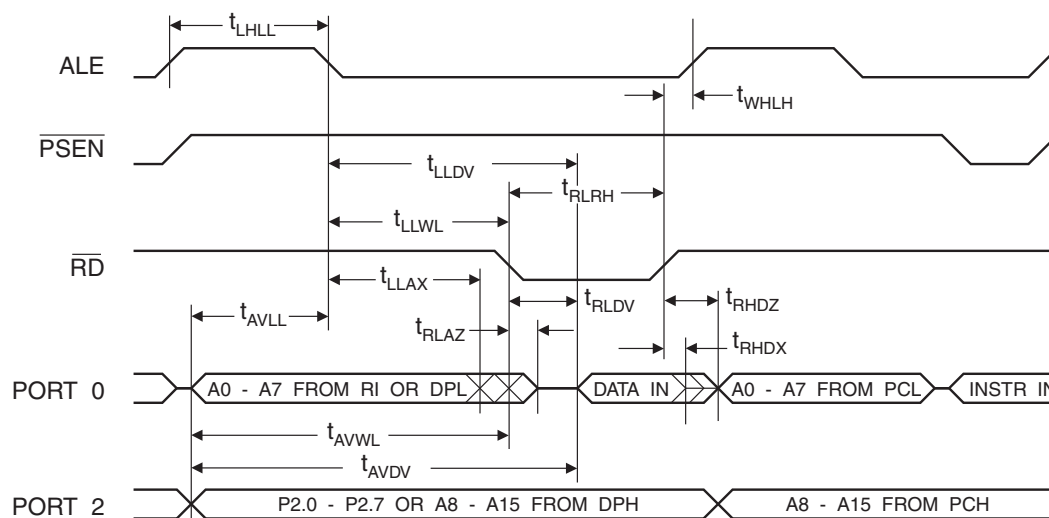 tLHLL
ALE
tWHLH
PSEN
tLLDV
tRLRH
tLLWL
RD
tLLAX
tRLDV
tRHDZ
tAVLL
tRLAZ
tRHDX
PORT 0
A0 - A7 FROM RI OR DPL
DATA IN
A0 - A7 FROM PCL
INSTR IN
tAVWL
tAVDV
PORT 2
P2.0 - P2.7 OR A8 - A15 FROM DPH
A8 - A15 FROM PCH